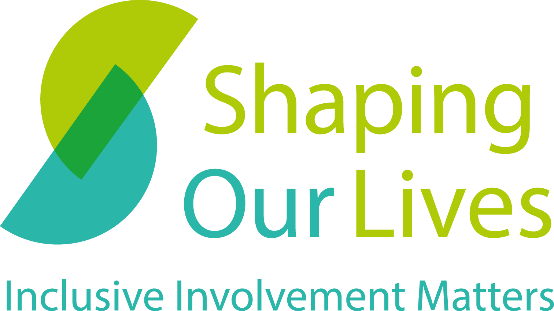 Shaping
Our Lives
Inclusive Involvement Matters